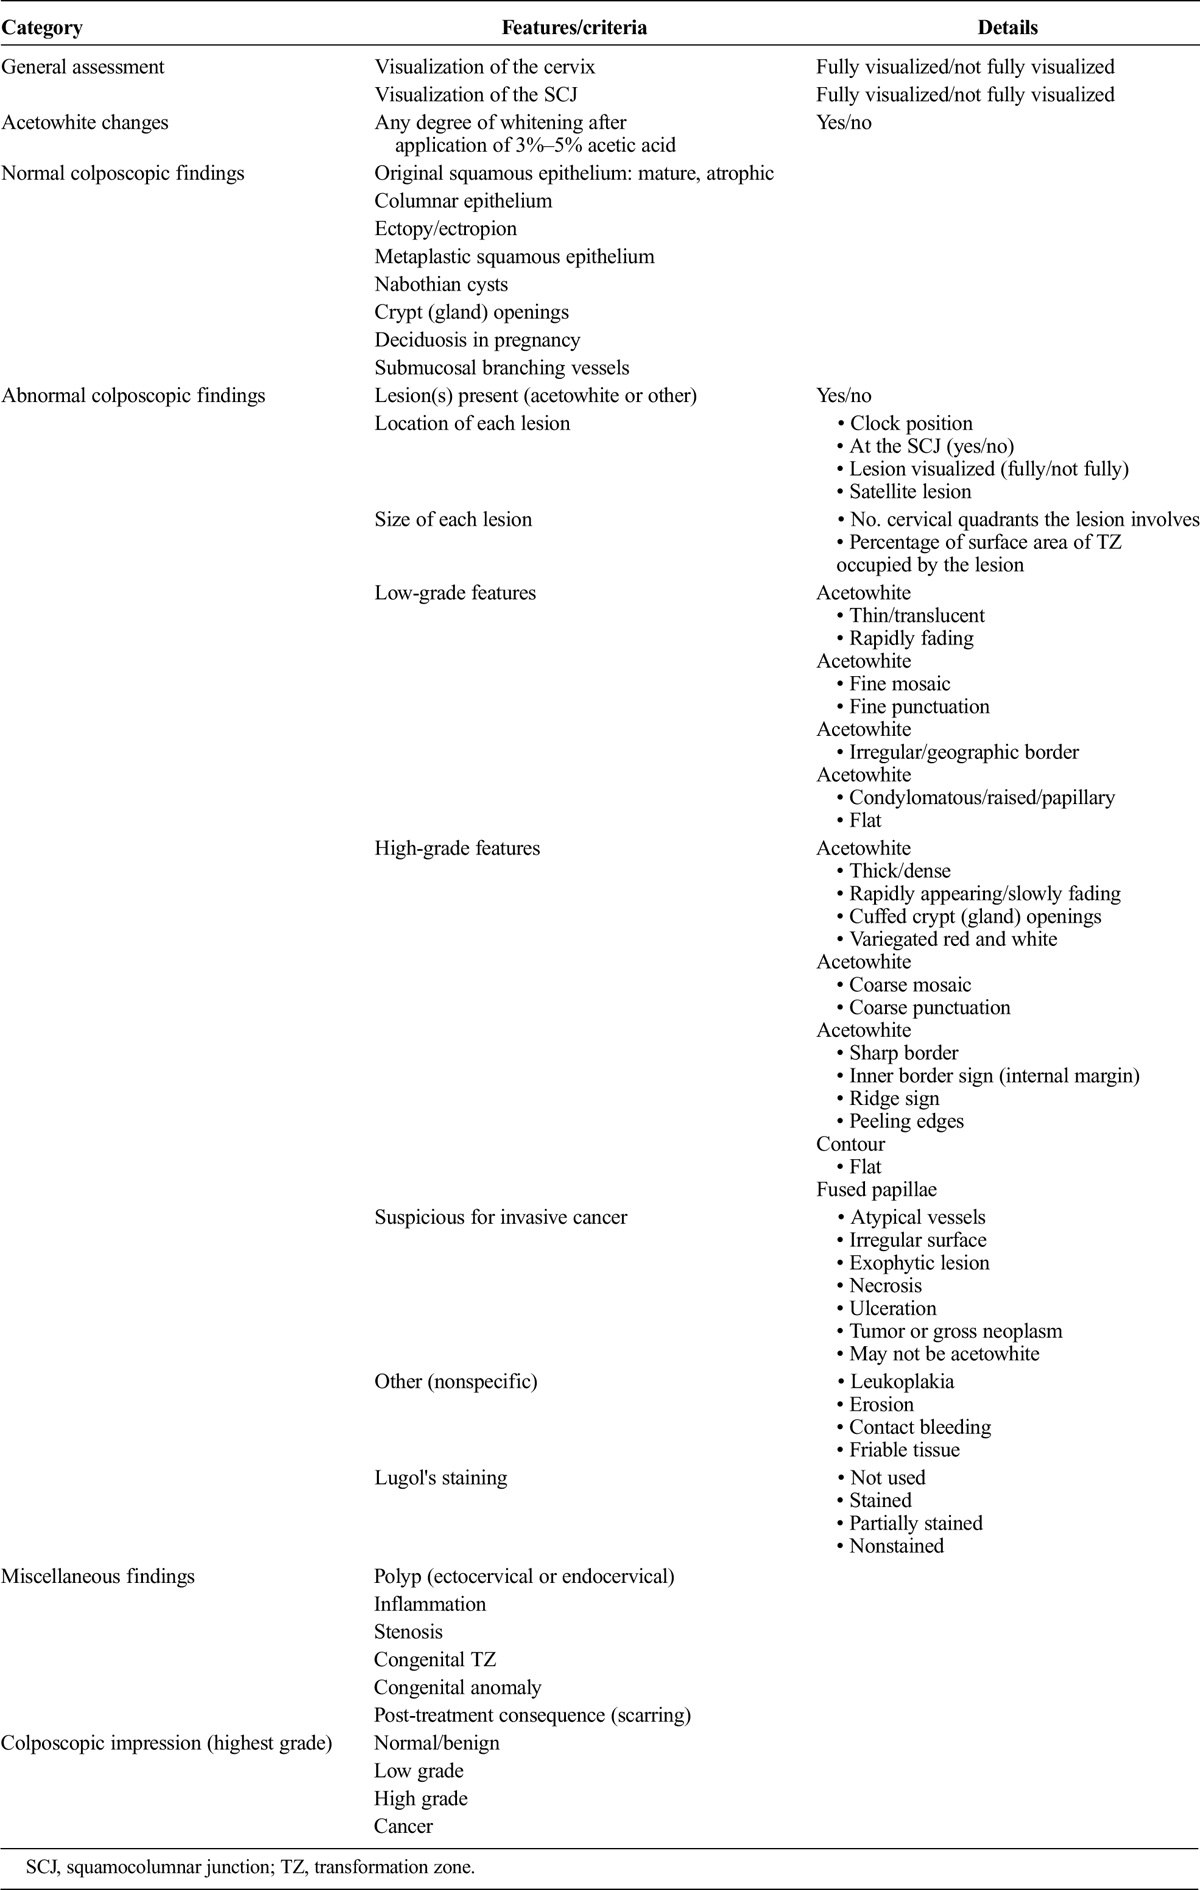 Category Features/criteria Details
General assessment Visualization of the cervix Fully visualized/not fully visualized
Visualization of the SCJ Fully visualized/not fully visualized
Acetowhite changes Any degree of whitening after Yes/no
application of 3%–5% acetic acid
Normal colposcopic findings Original squamous epithelium: mature, atrophic
Columnar epithelium
Ectopy/ectropion
Metaplastic squamous epithelium
Nabothian cysts
Crypt (gland) openings
Deciduosis in pregnancy
Submucosal branching vessels
Abnormal colposcopic findings Lesion(s) present (acetowhite or other) Yes/no
Location of each lesion • Clock position
• At the SCJ (yes/no)
• Lesion visualized (fully/not fully)
• Satellite lesion
Size of each lesion • No. cervical quadrants the lesion involves
• Percentage of surface area of TZ
occupied by the lesion
Low-grade features Acetowhite
• Thin/translucent
• Rapidly fading
Acetowhite
• Fine mosaic
• Fine punctuation
Acetowhite
• Irregular/geographic border
Acetowhite
• Condylomatous/raised/papillary
• Flat
High-grade features Acetowhite
• Thick/dense
• Rapidly appearing/slowly fading
• Cuffed crypt (gland) openings
• Variegated red and white
Acetowhite
• Coarse mosaic
• Coarse punctuation
Acetowhite
• Sharp border
• Inner border sign (internal margin)
• Ridge sign
• Peeling edges
Contour
• Flat
Fused papillae
Suspicious for invasive cancer • Atypical vessels
• Irregular surface
• Exophytic lesion
• Necrosis
• Ulceration
• Tumor or gross neoplasm
• May not be acetowhite
Other (nonspecific) • Leukoplakia
• Erosion
• Contact bleeding
• Friable tissue
Lugol's staining • Not used
• Stained
• Partially stained
• Nonstained
Miscellaneous findings Polyp (ectocervical or endocervical)
Inflammation
Stenosis
Congenital TZ
Congenital anomaly
Post-treatment consequence (scarring)
Colposcopic impression (highest grade) Normal/benign
Low grade
High grade
Cancer
SCJ, squamocolumnar junction; TZ, transformation zone.